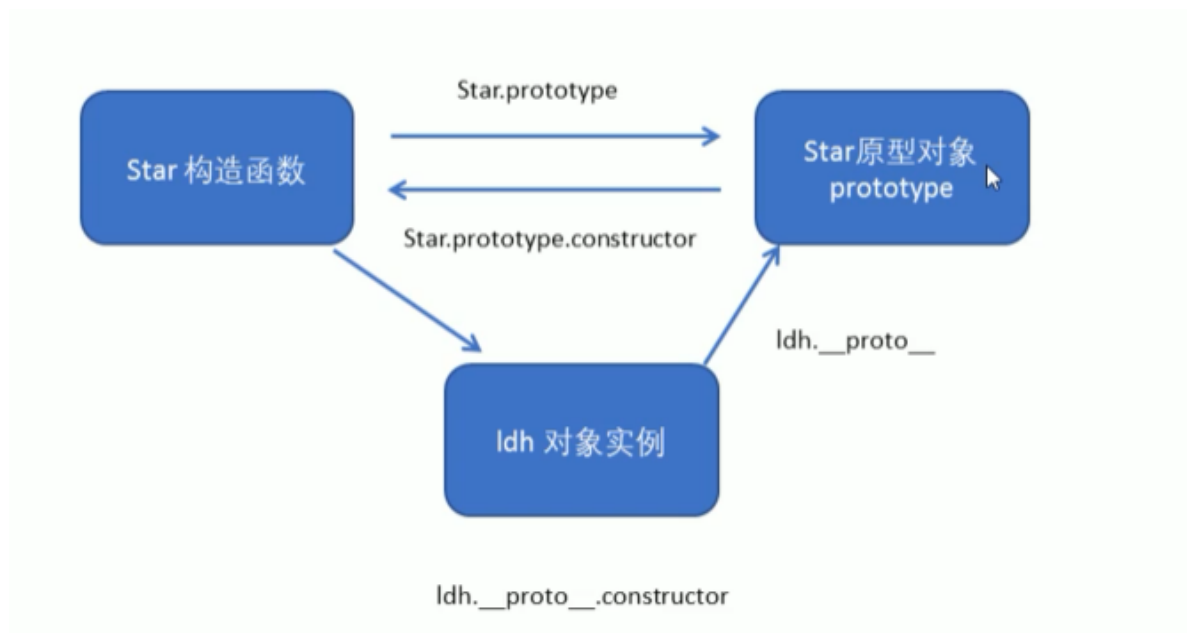 Star.prototype
Star 构造函数
Star原型对象
prototype
Star.prototype.constructor
ldh.__proto__
ldh 对象实例
ldh.__proto__.constructor